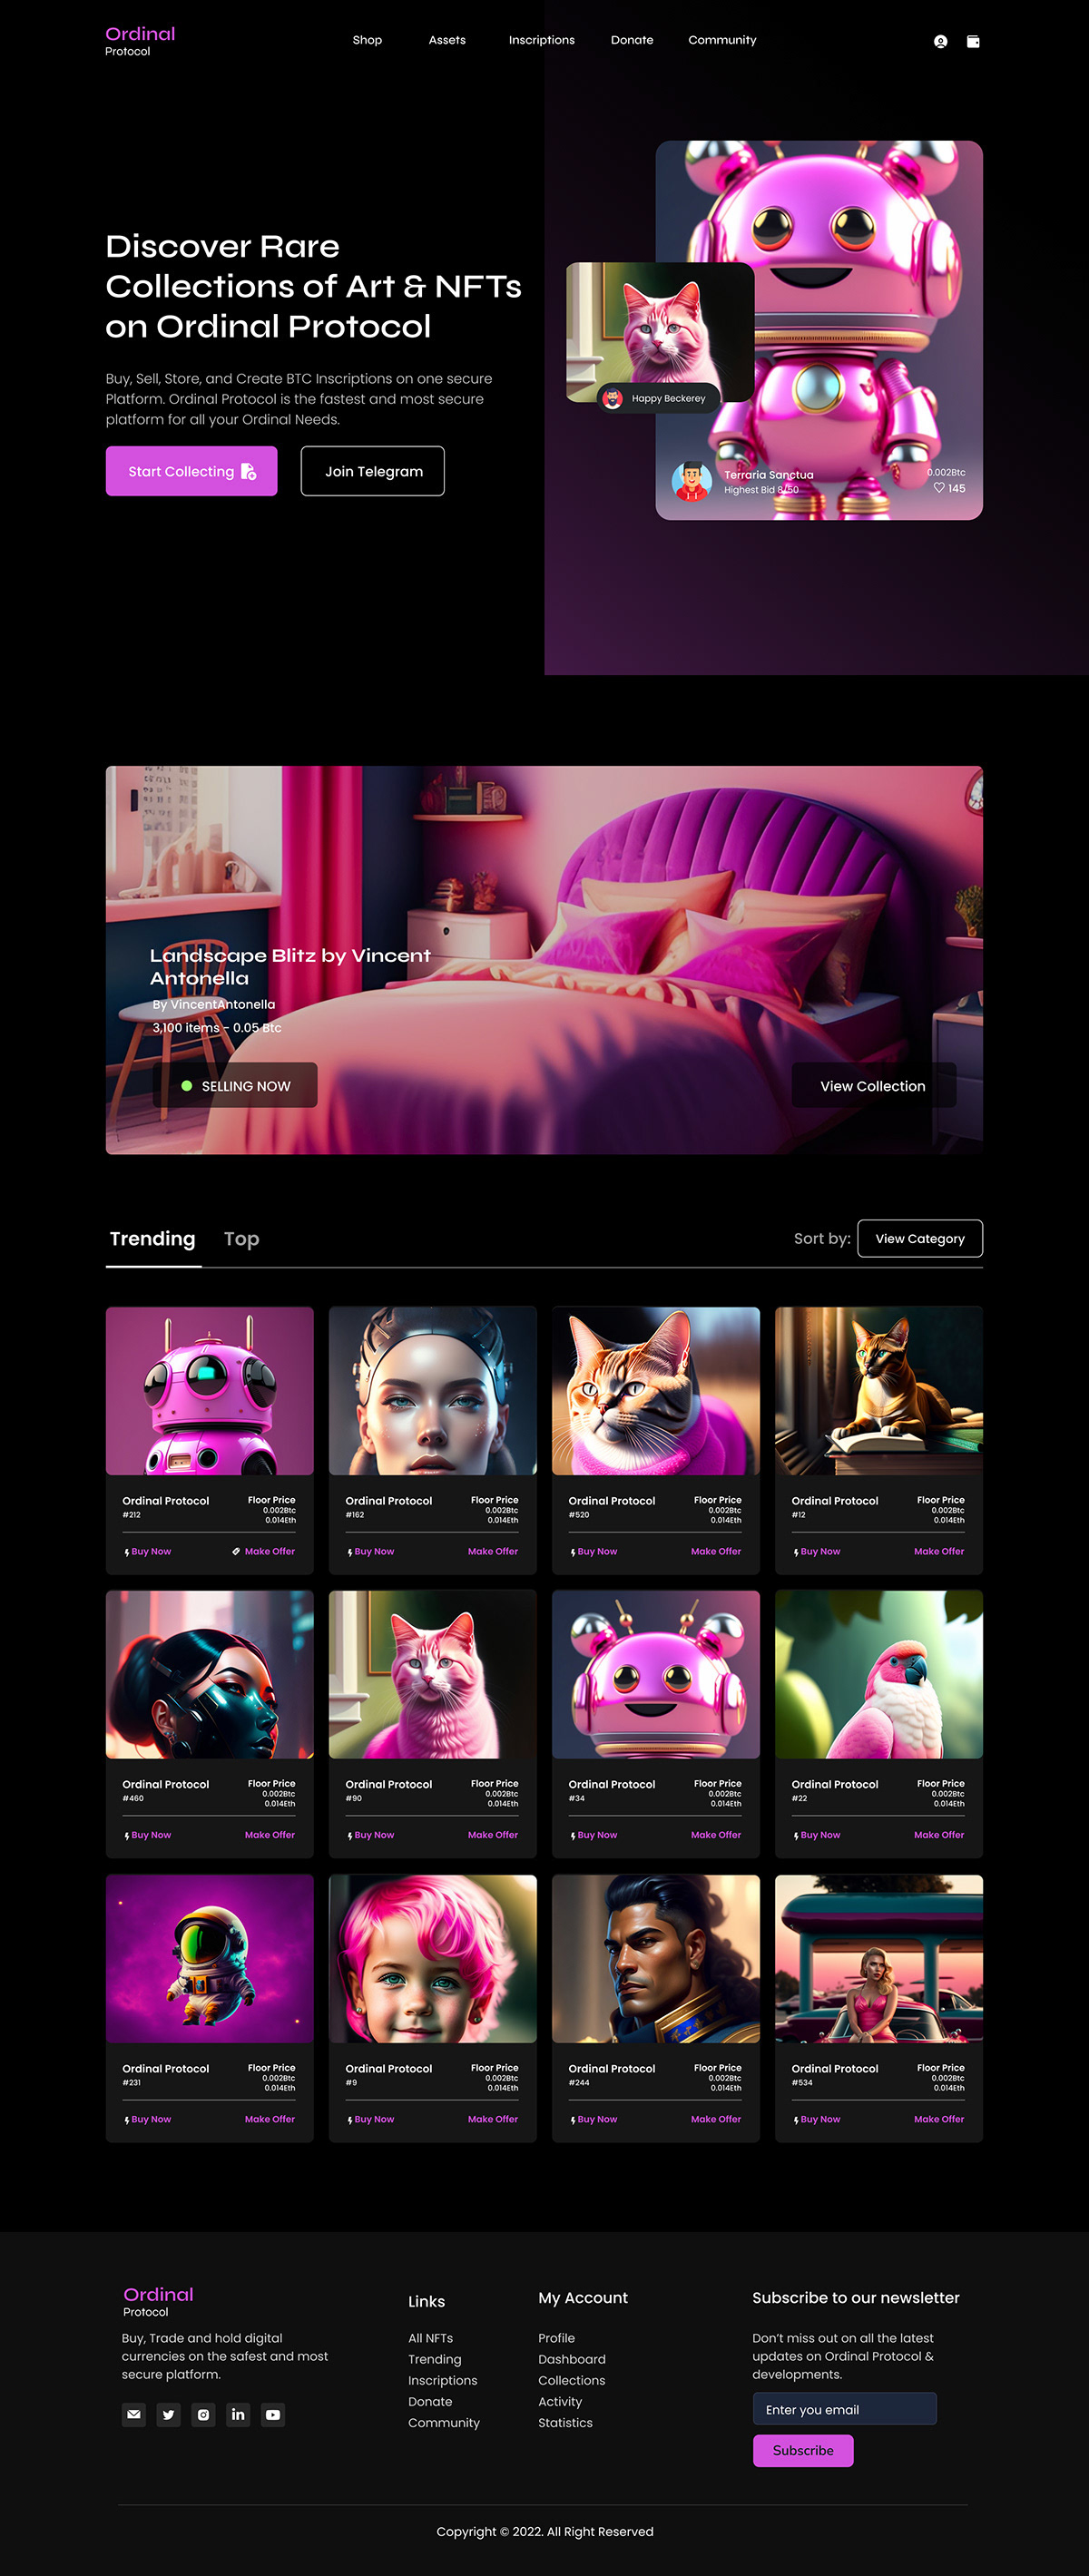 Ordinal
Protocol
Shop Assets Inscriptions Donate Community
Discover Rare
Collections of Art & NFTs
on Ordinal Protocol
Buy, Sell, Store, and Create BTC Inscriptions on one secure
Platform. Ordinal Protocol is the fastest and most secure
platform for all your Ordinal Needs.
Start Collecting
Join Telegram
Happy Beckerey
Terraria Sanctua
Highest Bid 8/50
0.002Btc
145
Landscape Blitz by Vincent
Antonella
By VincentAntonella
3,100 items - 0.05 Btc
SELLING NOW
View Collection
Trending Top
Sort by: View Category
Ordinal Protocol Floor Price
#212 0.002Btc
0.014Eth
Buy Now Make Offer
Ordinal Protocol Floor Price
#162 0.002Btc
0.014Eth
Buy Now Make Offer
Ordinal Protocol Floor Price
#520 0.002Btc
0.014Eth
Buy Now Make Offer
Ordinal Protocol Floor Price
#12 0.002Btc
0.014Eth
Buy Now Make Offer
Ordinal Protocol Floor Price
#460 0.002Btc
0.014Eth
Buy Now Make Offer
Ordinal Protocol Floor Price
#90 0.002Btc
0.014Eth
Buy Now Make Offer
Ordinal Protocol Floor Price
#34 0.002Btc
0.014Eth
Buy Now Make Offer
Ordinal Protocol Floor Price
#22 0.002Btc
0.014Eth
Buy Now Make Offer
Ordinal Protocol Floor Price
#231 0.002Btc
0.014Eth
Buy Now Make Offer
Ordinal Protocol Floor Price
#9 0.002Btc
0.014Eth
Buy Now Make Offer
Ordinal Protocol Floor Price
#244 0.002Btc
0.014Eth
Buy Now Make Offer
Ordinal Protocol Floor Price
#534 0.002Btc
0.014Eth
Buy Now Make Offer
Ordinal
Protocol
Buy, Trade and hold digital
currencies on the safest and most
secure platform.
Links
All NFTs
Trending
Inscriptions
Donate
Community
My Account
Profile
Dashboard
Collections
Activity
Statistics
Subscribe to our newsletter
Don't miss out on all the latest
updates on Ordinal Protocol &
developments.
Enter you email
Subscribe
Copyright © 2022. All Right Reserved